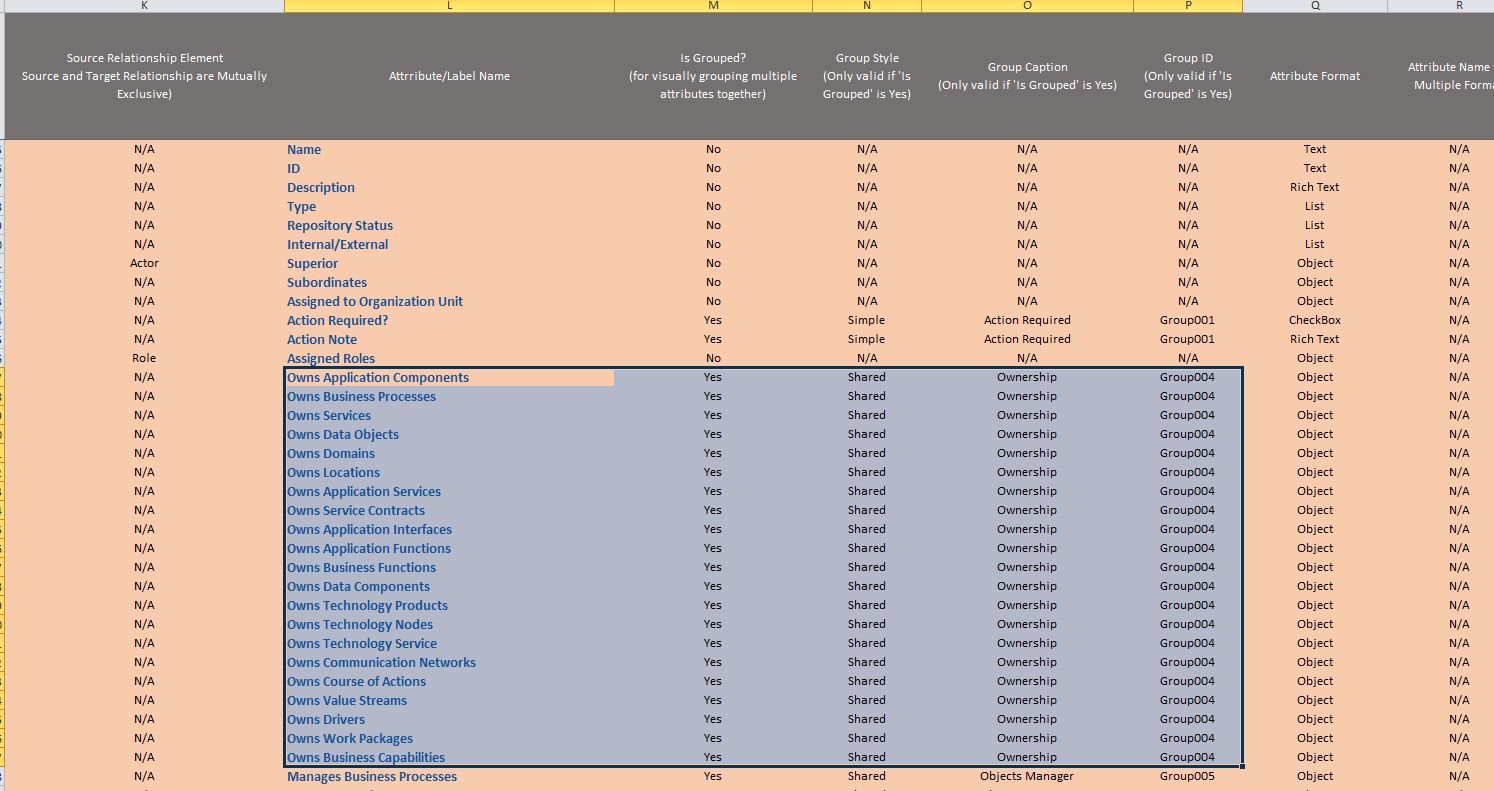 K L M N O P Q R
Source Relationship Element
Source and Target Relationship are Mutually
Exclusive)
Attrribute/Label Name
Is Grouped?
(for visually grouping multiple
attributes together)
Group Style
(Only valid if 'Is
Grouped' is Yes)
Group Caption
(Only valid if 'Is Grouped' is Yes)
Group ID
(Only valid if 'Is
Grouped' is Yes)
Attribute Format
Attribute Name
Multiple Forma
N/A Name No N/A N/A N/A Text N/A
N/A ID No N/A N/A N/A Text N/A
N/A Description No N/A N/A N/A Rich Text N/A
N/A Type No N/A N/A N/A List N/A
N/A Repository Status No N/A N/A N/A List N/A
N/A Internal/External No N/A N/A N/A List N/A
Actor Superior No N/A N/A N/A Object N/A
N/A Subordinates No N/A N/A N/A Object N/A
N/A Assigned to Organization Unit No N/A N/A N/A Object N/A
N/A Action Required? Yes Simple Action Required Group001 CheckBox N/A
N/A Action Note Yes Simple Action Required Group001 Rich Text N/A
Role Assigned Roles No N/A N/A N/A Object N/A
N/A Owns Application Components Yes Shared Ownership Group004 Object N/A
N/A Owns Business Processes Yes Shared Ownership Group004 Object N/A
N/A Owns Services Yes Shared Ownership Group004 Object N/A
N/A Owns Data Objects Yes Shared Ownership Group004 Object N/A
N/A Owns Domains Yes Shared Ownership Group004 Object N/A
N/A Owns Locations Yes Shared Ownership Group004 Object N/A
N/A Owns Application Services Yes Shared Ownership Group004 Object N/A
N/A Owns Service Contracts Yes Shared Ownership Group004 Object N/A
N/A Owns Application Interfaces Yes Shared Ownership Group004 Object N/A
N/A Owns Application Functions Yes Shared Ownership Group004 Object N/A
N/A Owns Business Functions Yes Shared Ownership Group004 Object N/A
N/A Owns Data Components Yes Shared Ownership Group004 Object N/A
N/A Owns Technology Products Yes Shared Ownership Group004 Object N/A
N/A Owns Technology Nodes Yes Shared Ownership Group004 Object N/A
N/A Owns Technology Service Yes Shared Ownership Group004 Object N/A
N/A Owns Communication Networks Yes Shared Ownership Group004 Object N/A
N/A Owns Course of Actions Yes Shared Ownership Group004 Object N/A
N/A Owns Value Streams Yes Shared Ownership Group004 Object N/A
N/A Owns Drivers Yes Shared Ownership Group004 Object N/A
N/A Owns Work Packages Yes Shared Ownership Group004 Object N/A
N/A Owns Business Capabilities Yes Shared Ownership Group004 Object N/A
N/A Manages Business Processes Yes Shared Objects Manager Group005 Object N/A